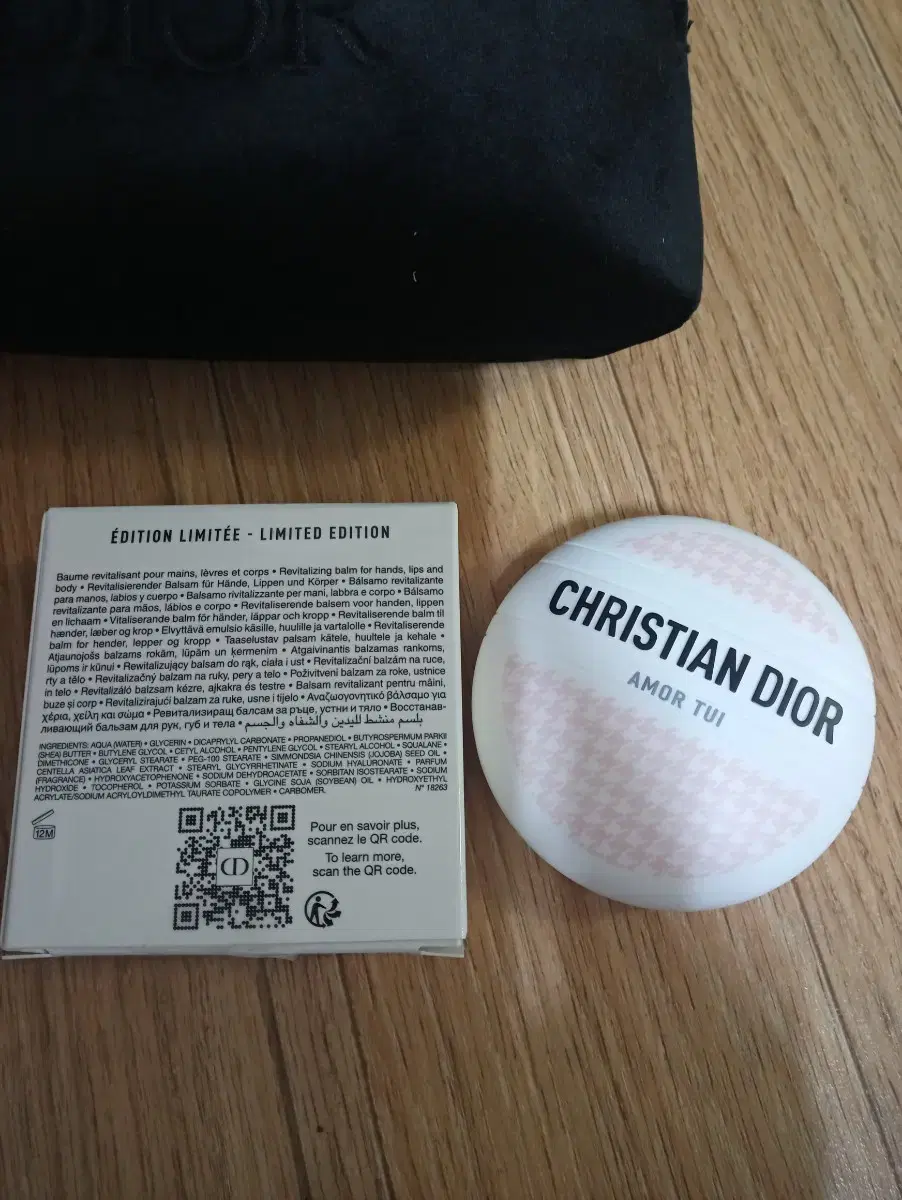 DIOR
ÉDITION LIMITÉE - LIMITED EDITION
Baume revitalisant pour mains, lèvres et corps • Revitalizing balm for hands, lips and
body • Revitalisierender Balsam für Hände, Lippen und Körper • Bálsamo revitalizante
para manos, labios y cuerpo • Balsamo rivitalizzante per mani, labbra e corpo • Bálsamo
revitalizante para mãos, lábios e corpo • Revitaliserende balsem voor handen, lippen
en lichaam • Vitaliserande balm för händer, läppar och kropp • Revitaliserende balm til
hænder, læber og krop • Elvyttävä emulsio käsille, huulille ja vartalolle • Revitaliserende
balm for hender, lepper og kropp • Taaselustav palsam kätele, huultele ja kehale •
Atjaunojošs balzams rokām, lūpām un ķermenim • Atgaivinantis balzamas rankoms,
lūpoms ir kūnui • Rewitalizujący balsam do rąk, ciała i ust • Revitalizační balzám na ruce,
rty a tělo • Revitalizačný balzam na ruky, pery a telo • Poživitveni balzam za roke, ustnice
in telo • Revitalizáló balzsam kézre, ajkakra és testre • Balsam revitalizant pentru mâini,
buze și corp • Revitalizirajući balzam za ruke, usne i tijelo • Αναζωογονητικό βάλσαμο για
χέρια, χείλη και σώμα • Ревитализиращ балсам за ръце, устни и тяло • Восстанав-
ливающий бальзам для рук, губ и тела • بلسم منشط لليدين والشفاه والجسم
INGREDIENTS: AQUA (WATER) • GLYCERIN • DICAPRYLYL CARBONATE • PROPANEDIOL • BUTYROSPERMUM PARKII
(SHEA) BUTTER • BUTYLENE GLYCOL • CETYL ALCOHOL • PENTYLENE GLYCOL • STEARYL ALCOHOL • SQUALANE •
DIMETHICONE • GLYCERYL STEARATE • PEG-100 STEARATE • SIMMONDSIA CHINENSIS (JOJOBA) SEED OIL •
CENTELLA ASIATICA LEAF EXTRACT • STEARYL GLYCYRRHETINATE • SODIUM HYALURONATE • PARFUM
(FRAGRANCE) • HYDROXYACETOPHENONE • SODIUM DEHYDROACETATE • SORBITAN ISOSTEARATE • SODIUM
HYDROXIDE • TOCOPHEROL • POTASSIUM SORBATE • GLYCINE SOJA (SOYBEAN) OIL • HYDROXYETHYL
ACRYLATE/SODIUM ACRYLOYLDIMETHYL TAURATE COPOLYMER • CARBOMER. N° 18263
12M
CD
Pour en savoir plus,
scannez le QR code.
To learn more,
scan the QR code.
CHRISTIAN DIOR
AMOR TUI